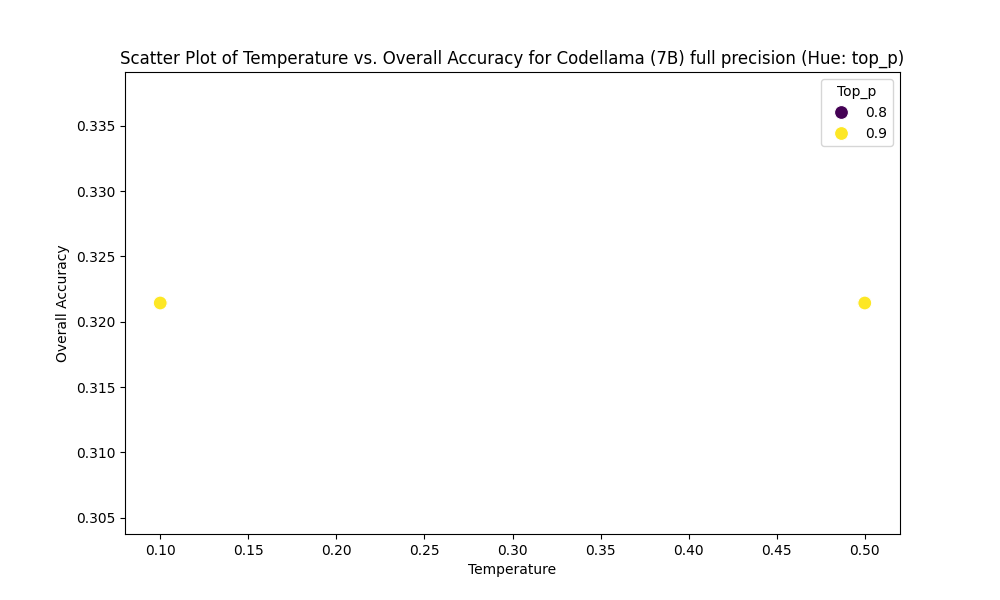 Scatter Plot of Temperature vs. Overall Accuracy for Codellama (7B) full precision (Hue: top_p)
Top_p
0.8
0.9
Overall Accuracy
0.335
0.330
0.325
0.320
0.315
0.310
0.305
0.10 0.15 0.20 0.25 0.30 0.35 0.40 0.45 0.50
Temperature